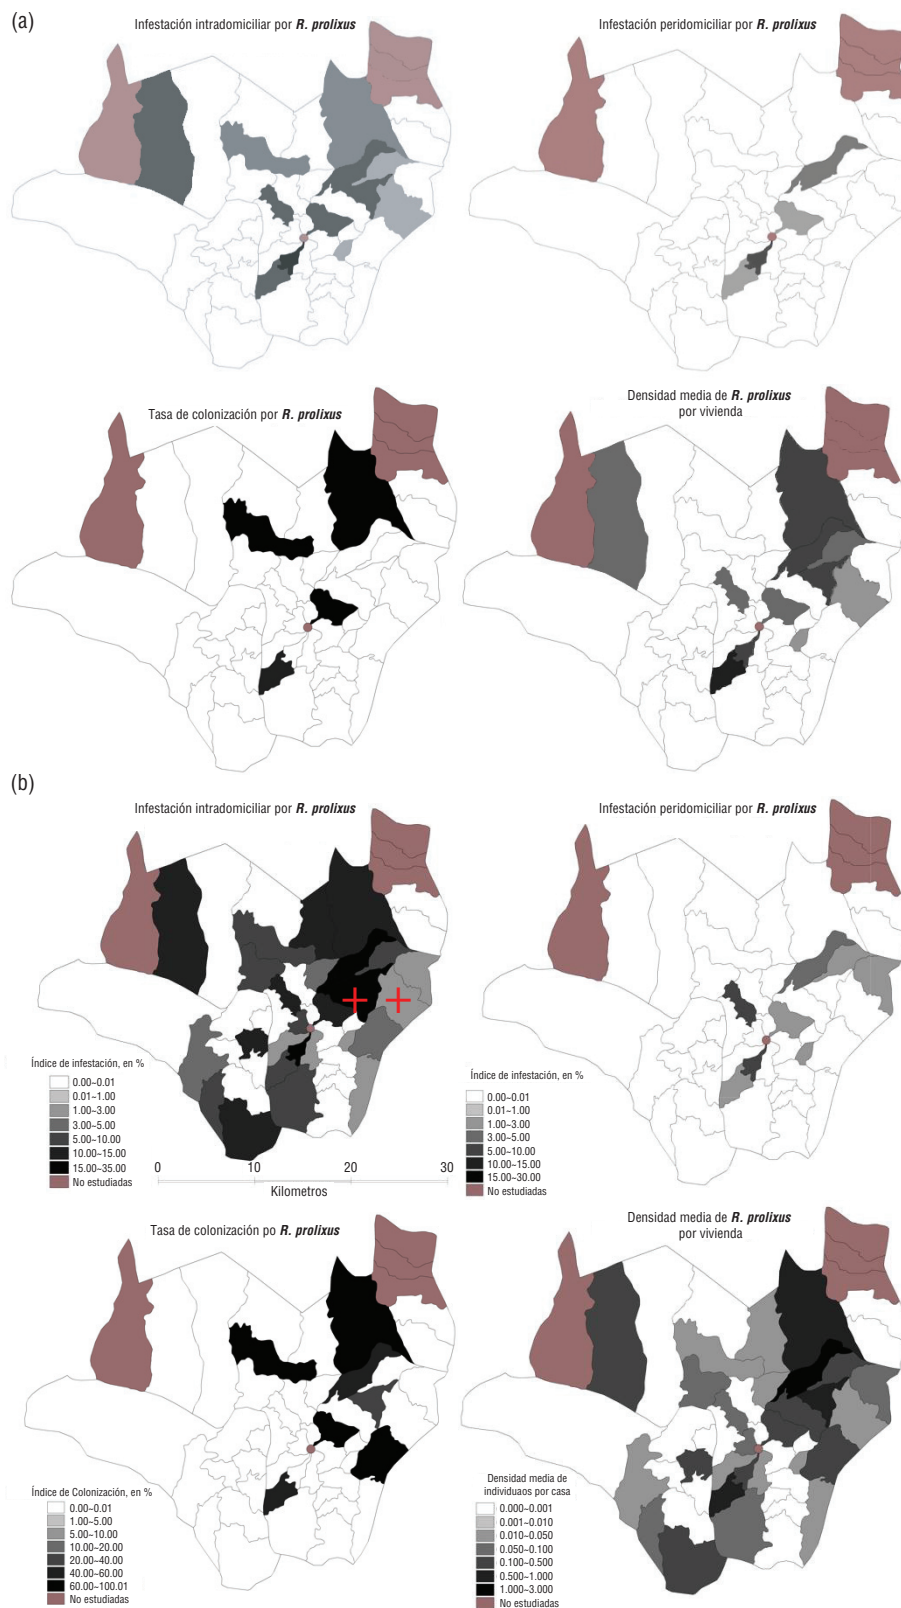 (a)
Infestación intradomiciliar por R. prolixus
Infestación peridomiciliar por R. prolixus
Tasa de colonización por R. prolixus
Densidad media de R. prolixus
por vivienda
(b)
Infestación intradomiciliar por R. prolixus
Infestación peridomiciliar por R. prolixus
Índice de infestación, en %
0.00~0.01
0.01~1.00
1.00~3.00
3.00~5.00
5.00~10.00
10.00~15.00
15.00~35.00
No estudiadas
0 10 20 30
Kilometros
Índice de infestación, en %
0.00~0.01
0.01~1.00
1.00~3.00
3.00~5.00
5.00~10.00
10.00~15.00
15.00~30.00
No estudiadas
Tasa de colonización po R. prolixus
Densidad media de R. prolixus
por vivienda
Índice de Colonización, en %
0.00~0.01
1.00~5.00
5.00~10.00
10.00~20.00
20.00~40.00
40.00~60.00
60.00~100.01
No estudiadas
Densidad media de
individuaos por casa
0.000~0.001
0.001~0.010
0.010~0.050
0.050~0.100
0.100~0.500
0.500~1.000
1.000~3.000
No estudiadas